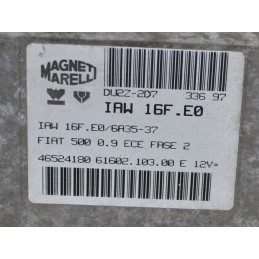 MAGNETI
MARELLI
DU2Z-2D7 336 97
IAW 16F.E0
IAW 16F.E0/6A35-37
FIAT 500 0.9 ECE FASE 2
46524180 61602.103.00 E 12V=